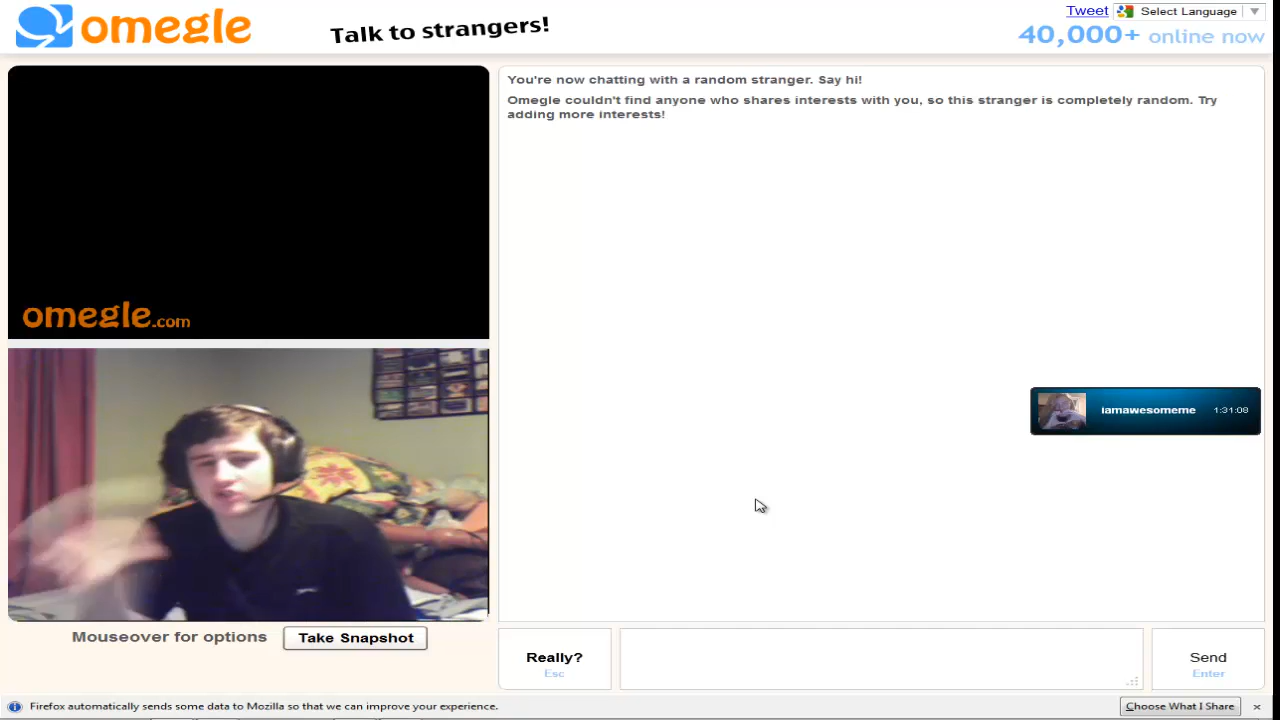 omegle
Talk to strangers!
Tweet
Select Language
40,000+ online now
You're now chatting with a random stranger. Say hi!
Omegle couldn't find anyone who shares interests with you, so this stranger is completely random. Try
adding more interests!
omegle.com
iamawesomeme 1:31:08
Mouseover for options
Take Snapshot
Really?
Esc
Send
Enter
Firefox automatically sends some data to Mozilla so that we can improve your experience.
Choose What I Share